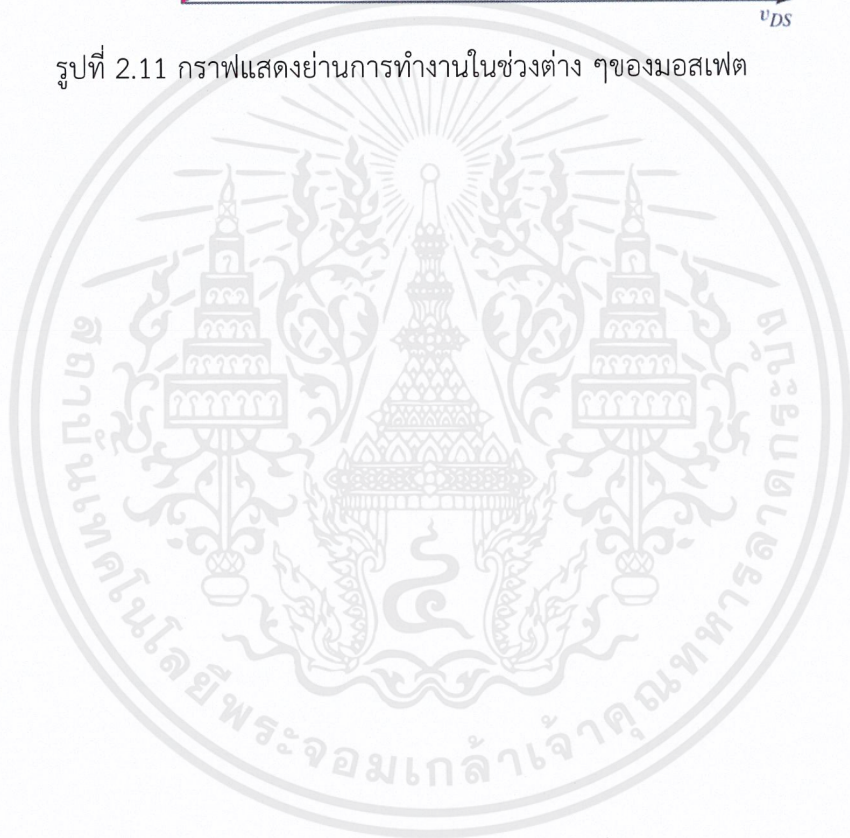 v_DS
รูปที่ 2.11 กราฟแสดงย่านการทำงานในช่วงต่าง ๆของมอสเฟต
สถาบันเทคโนโลยีพระจอมเกล้าเจ้าคุณทหารลาดกระบัง
๔